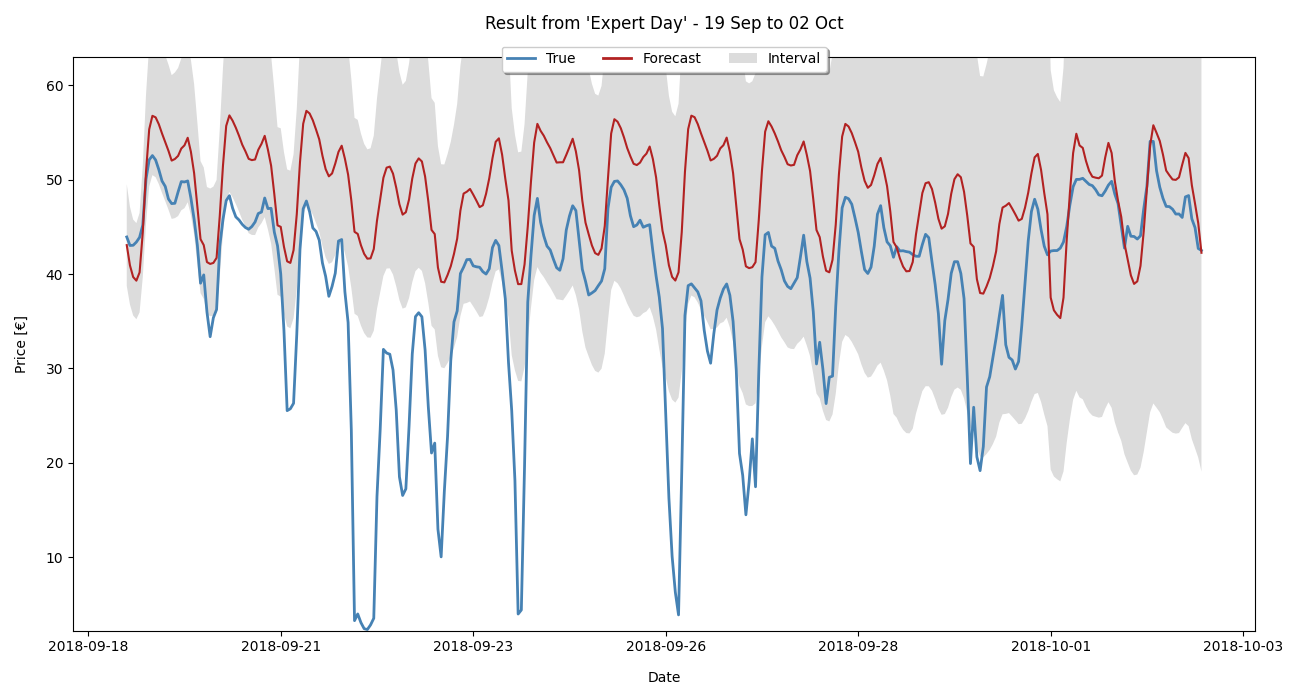 Result from 'Expert Day' - 19 Sep to 02 Oct
True Forecast Interval
60
50
40
30
20
10
Price [€]
2018-09-18 2018-09-21 2018-09-23 2018-09-26 2018-09-28 2018-10-01 2018-10-03
Date